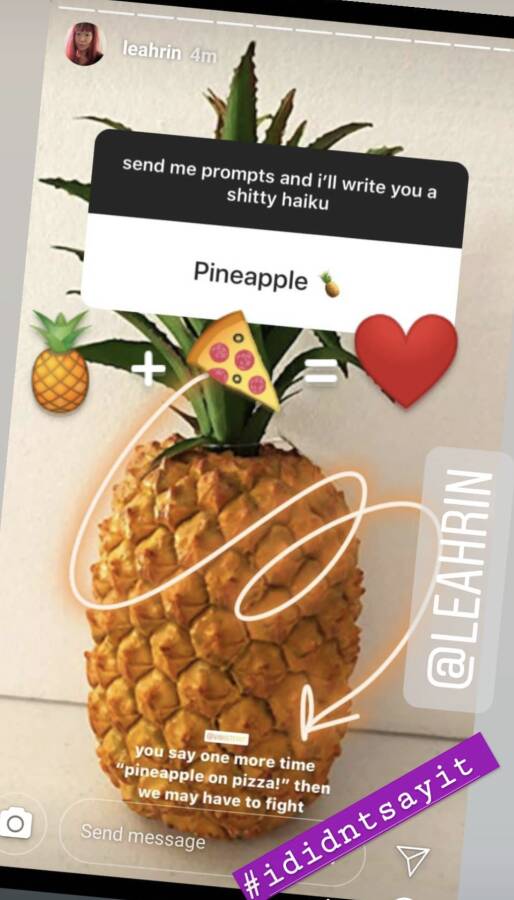 leahrin 4m
send me prompts and i'll write you a
shitty haiku
Pineapple 🍍
🍍 + 🍕 = ❤️
@LEAHRIN
you say one more time
“pineapple on pizza!” then
we may have to fight
Send message
#ididntsayit